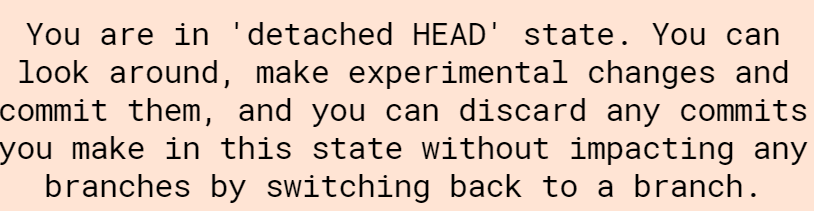 You are in 'detached HEAD' state. You can
look around, make experimental changes and
commit them, and you can discard any commits
you make in this state without impacting any
branches by switching back to a branch.